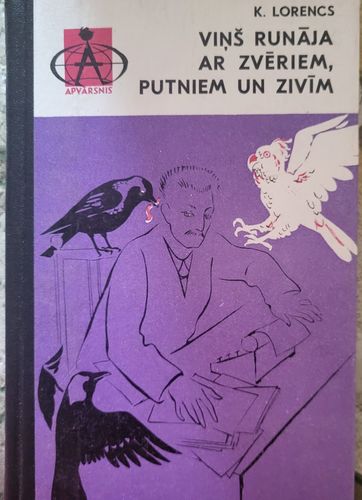 K. LORENCS
VIŅŠ RUNĀJA
AR ZVĒRIEM,
PUTNIEM UN ZIVĪM
A
APVĀRSNIS